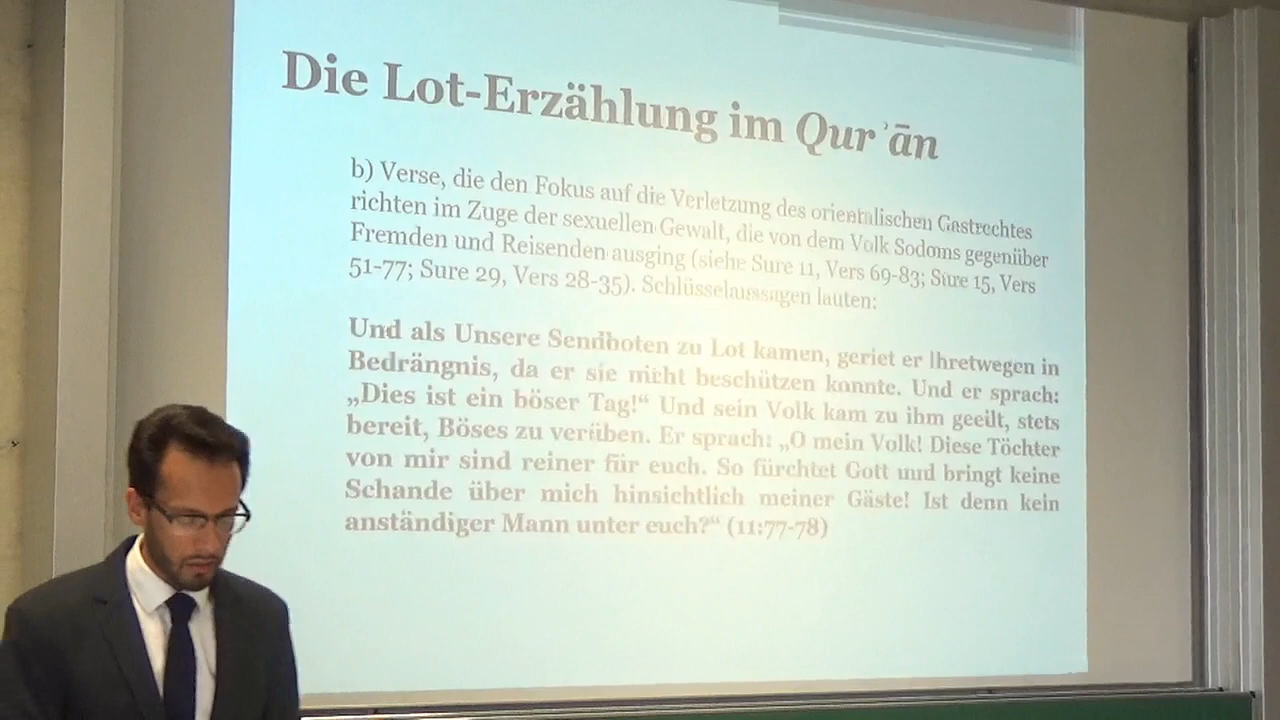 Die Lot-Erzählung im Qurʾān
b) Verse, die den Fokus auf die Verletzung des orientalischen Gastrechtes
richten im Zuge der sexuellen Gewalt, die von dem Volk Sodoms gegenüber
Fremden und Reisenden ausging (siehe Sure 11, Vers 69-83; Sure 15, Vers
51-77; Sure 29, Vers 28-35). Schlüsselaussagen lauten:
Und als Unsere Sendboten zu Lot kamen, geriet er Ihretwegen in
Bedrängnis, da er sie nicht beschützen konnte. Und er sprach:
„Dies ist ein böser Tag!“ Und sein Volk kam zu ihm geeilt, stets
bereit, Böses zu verüben. Er sprach: „O mein Volk! Diese Töchter
von mir sind reiner für euch. So fürchtet Gott und bringt keine
Schande über mich hinsichtlich meiner Gäste! Ist denn kein
anständiger Mann unter euch?“ (11:77-78)